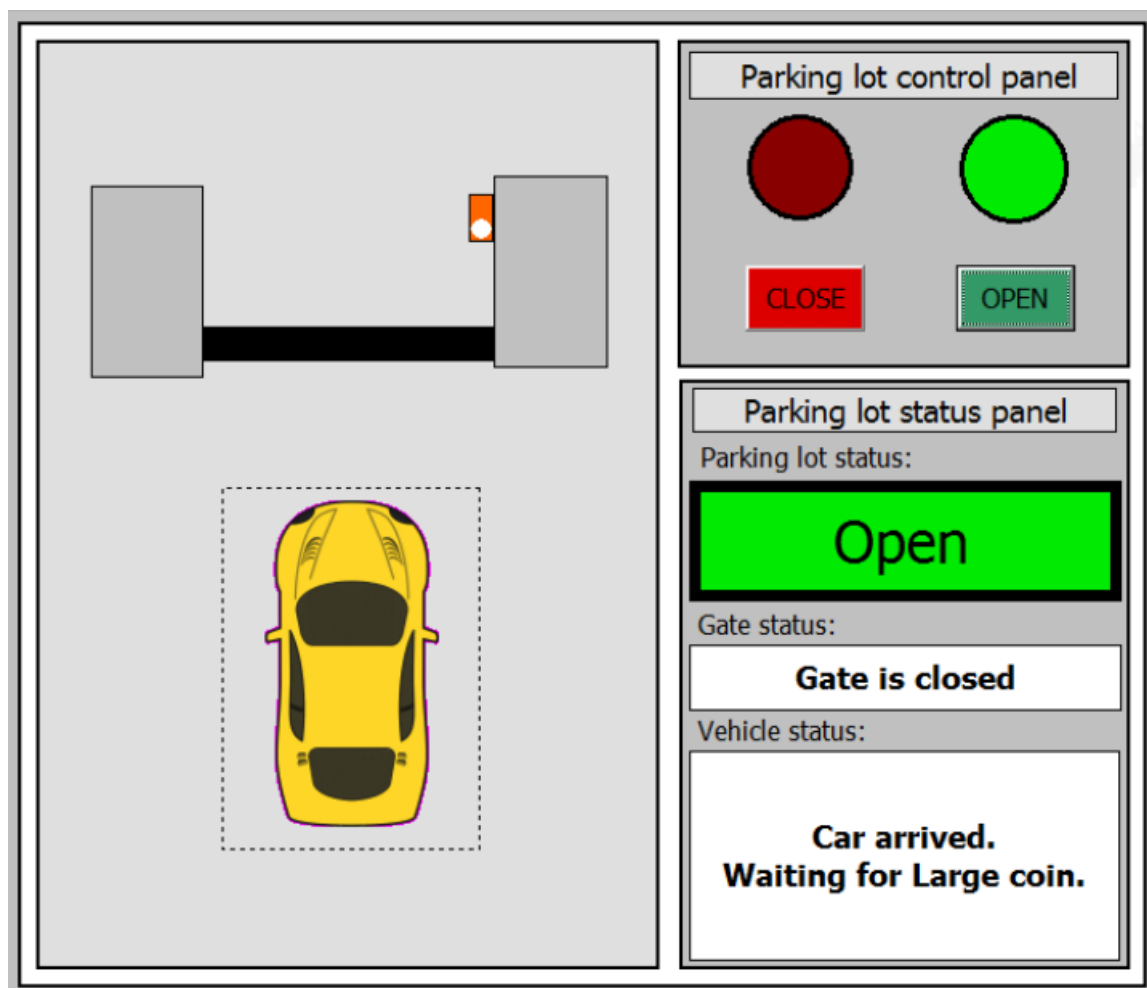 Parking lot control panel
CLOSE
OPEN
Parking lot status panel
Parking lot status:
Open
Gate status:
Gate is closed
Vehicle status:
Car arrived.
Waiting for Large coin.